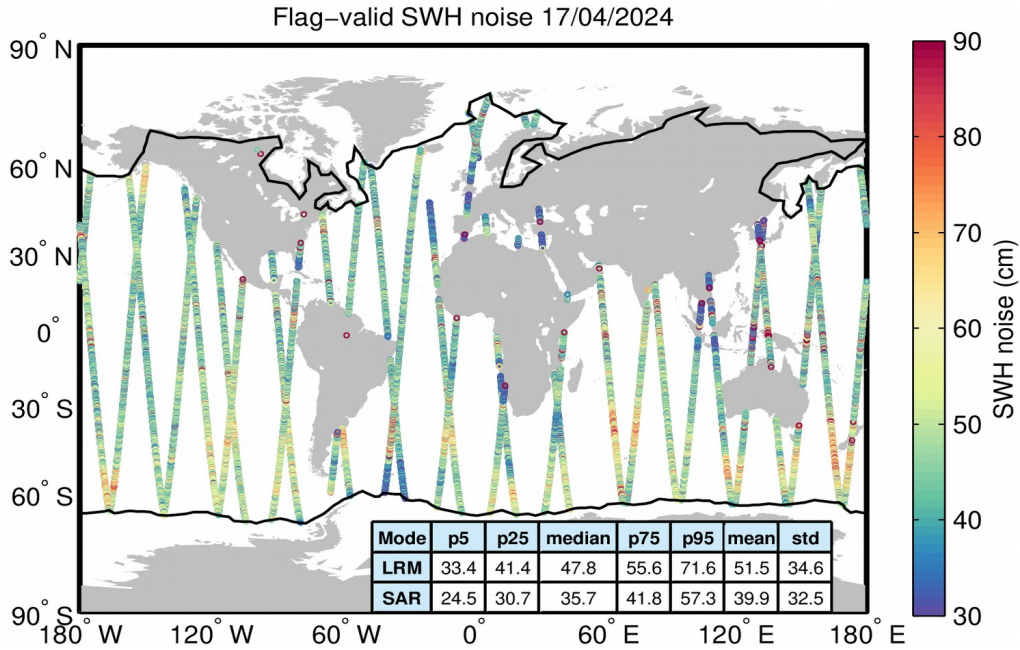 Flag−valid SWH noise 17/04/2024
90° N
60° N
30° N
0°
30° S
60° S
90° S
180° W
120° W
60° W
0°
60° E
120° E
180° E
Mode p5 p25 median p75 p95 mean std
LRM 33.4 41.4 47.8 55.6 71.6 51.5 34.6
SAR 24.5 30.7 35.7 41.8 57.3 39.9 32.5
90
80
70
60
50
40
30
SWH noise (cm)